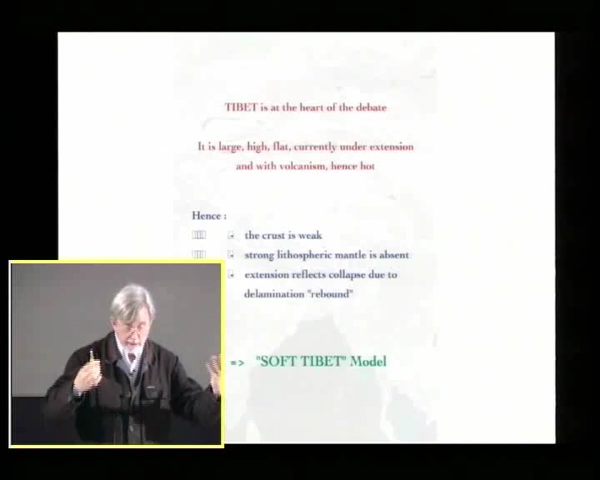 TIBET is at the heart of the debate
It is large, high, flat, currently under extension
and with volcanism, hence hot
Hence :
the crust is weak
strong lithospheric mantle is absent
extension reflects collapse due to
delamination "rebound"
=> "SOFT TIBET" Model